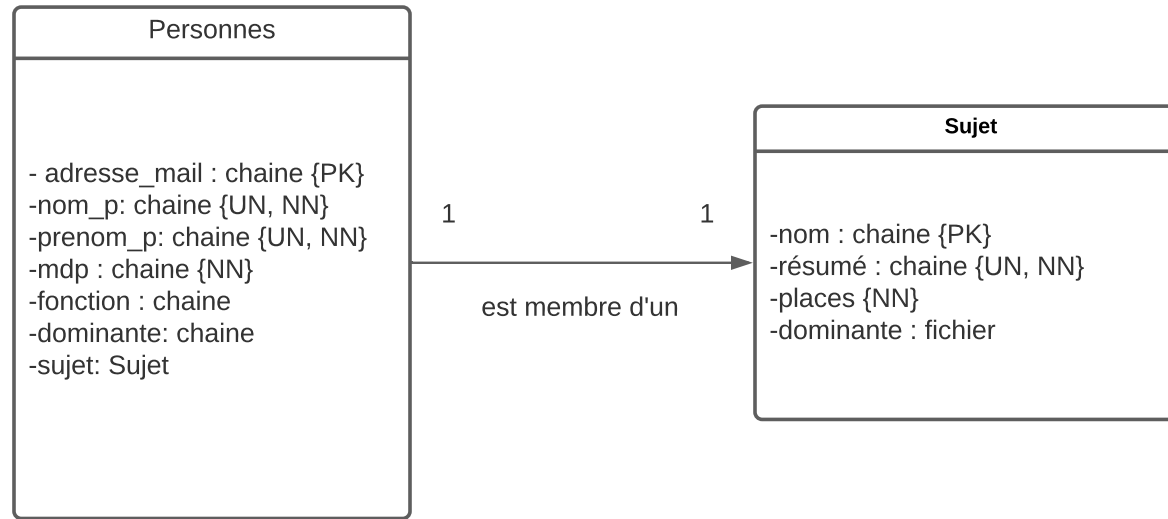 Personnes
- adresse_mail : chaine {PK}
-nom_p: chaine {UN, NN}
-prenom_p: chaine {UN, NN}
-mdp : chaine {NN}
-fonction : chaine
-dominante: chaine
-sujet: Sujet
1
1
est membre d'un
Sujet
-nom : chaine {PK}
-résumé : chaine {UN, NN}
-places {NN}
-dominante : fichier